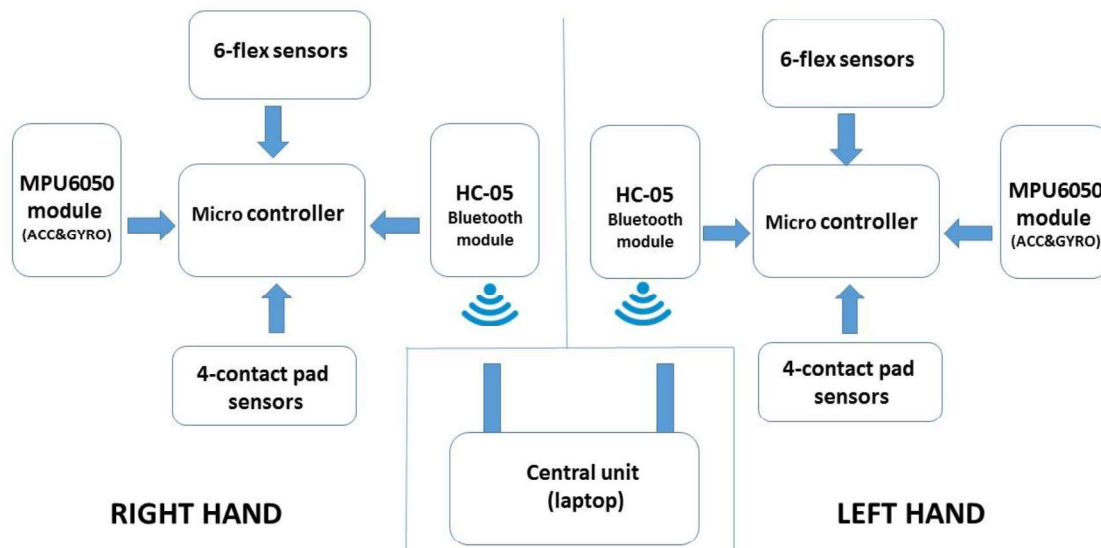 6-flex sensors
MPU6050
module
(ACC&GYRO)
Micro controller
HC-05
Bluetooth
module
4-contact pad
sensors
RIGHT HAND
6-flex sensors
HC-05
Bluetooth
module
Micro controller
MPU6050
module
(ACC&GYRO)
4-contact pad
sensors
LEFT HAND
Central unit
(laptop)